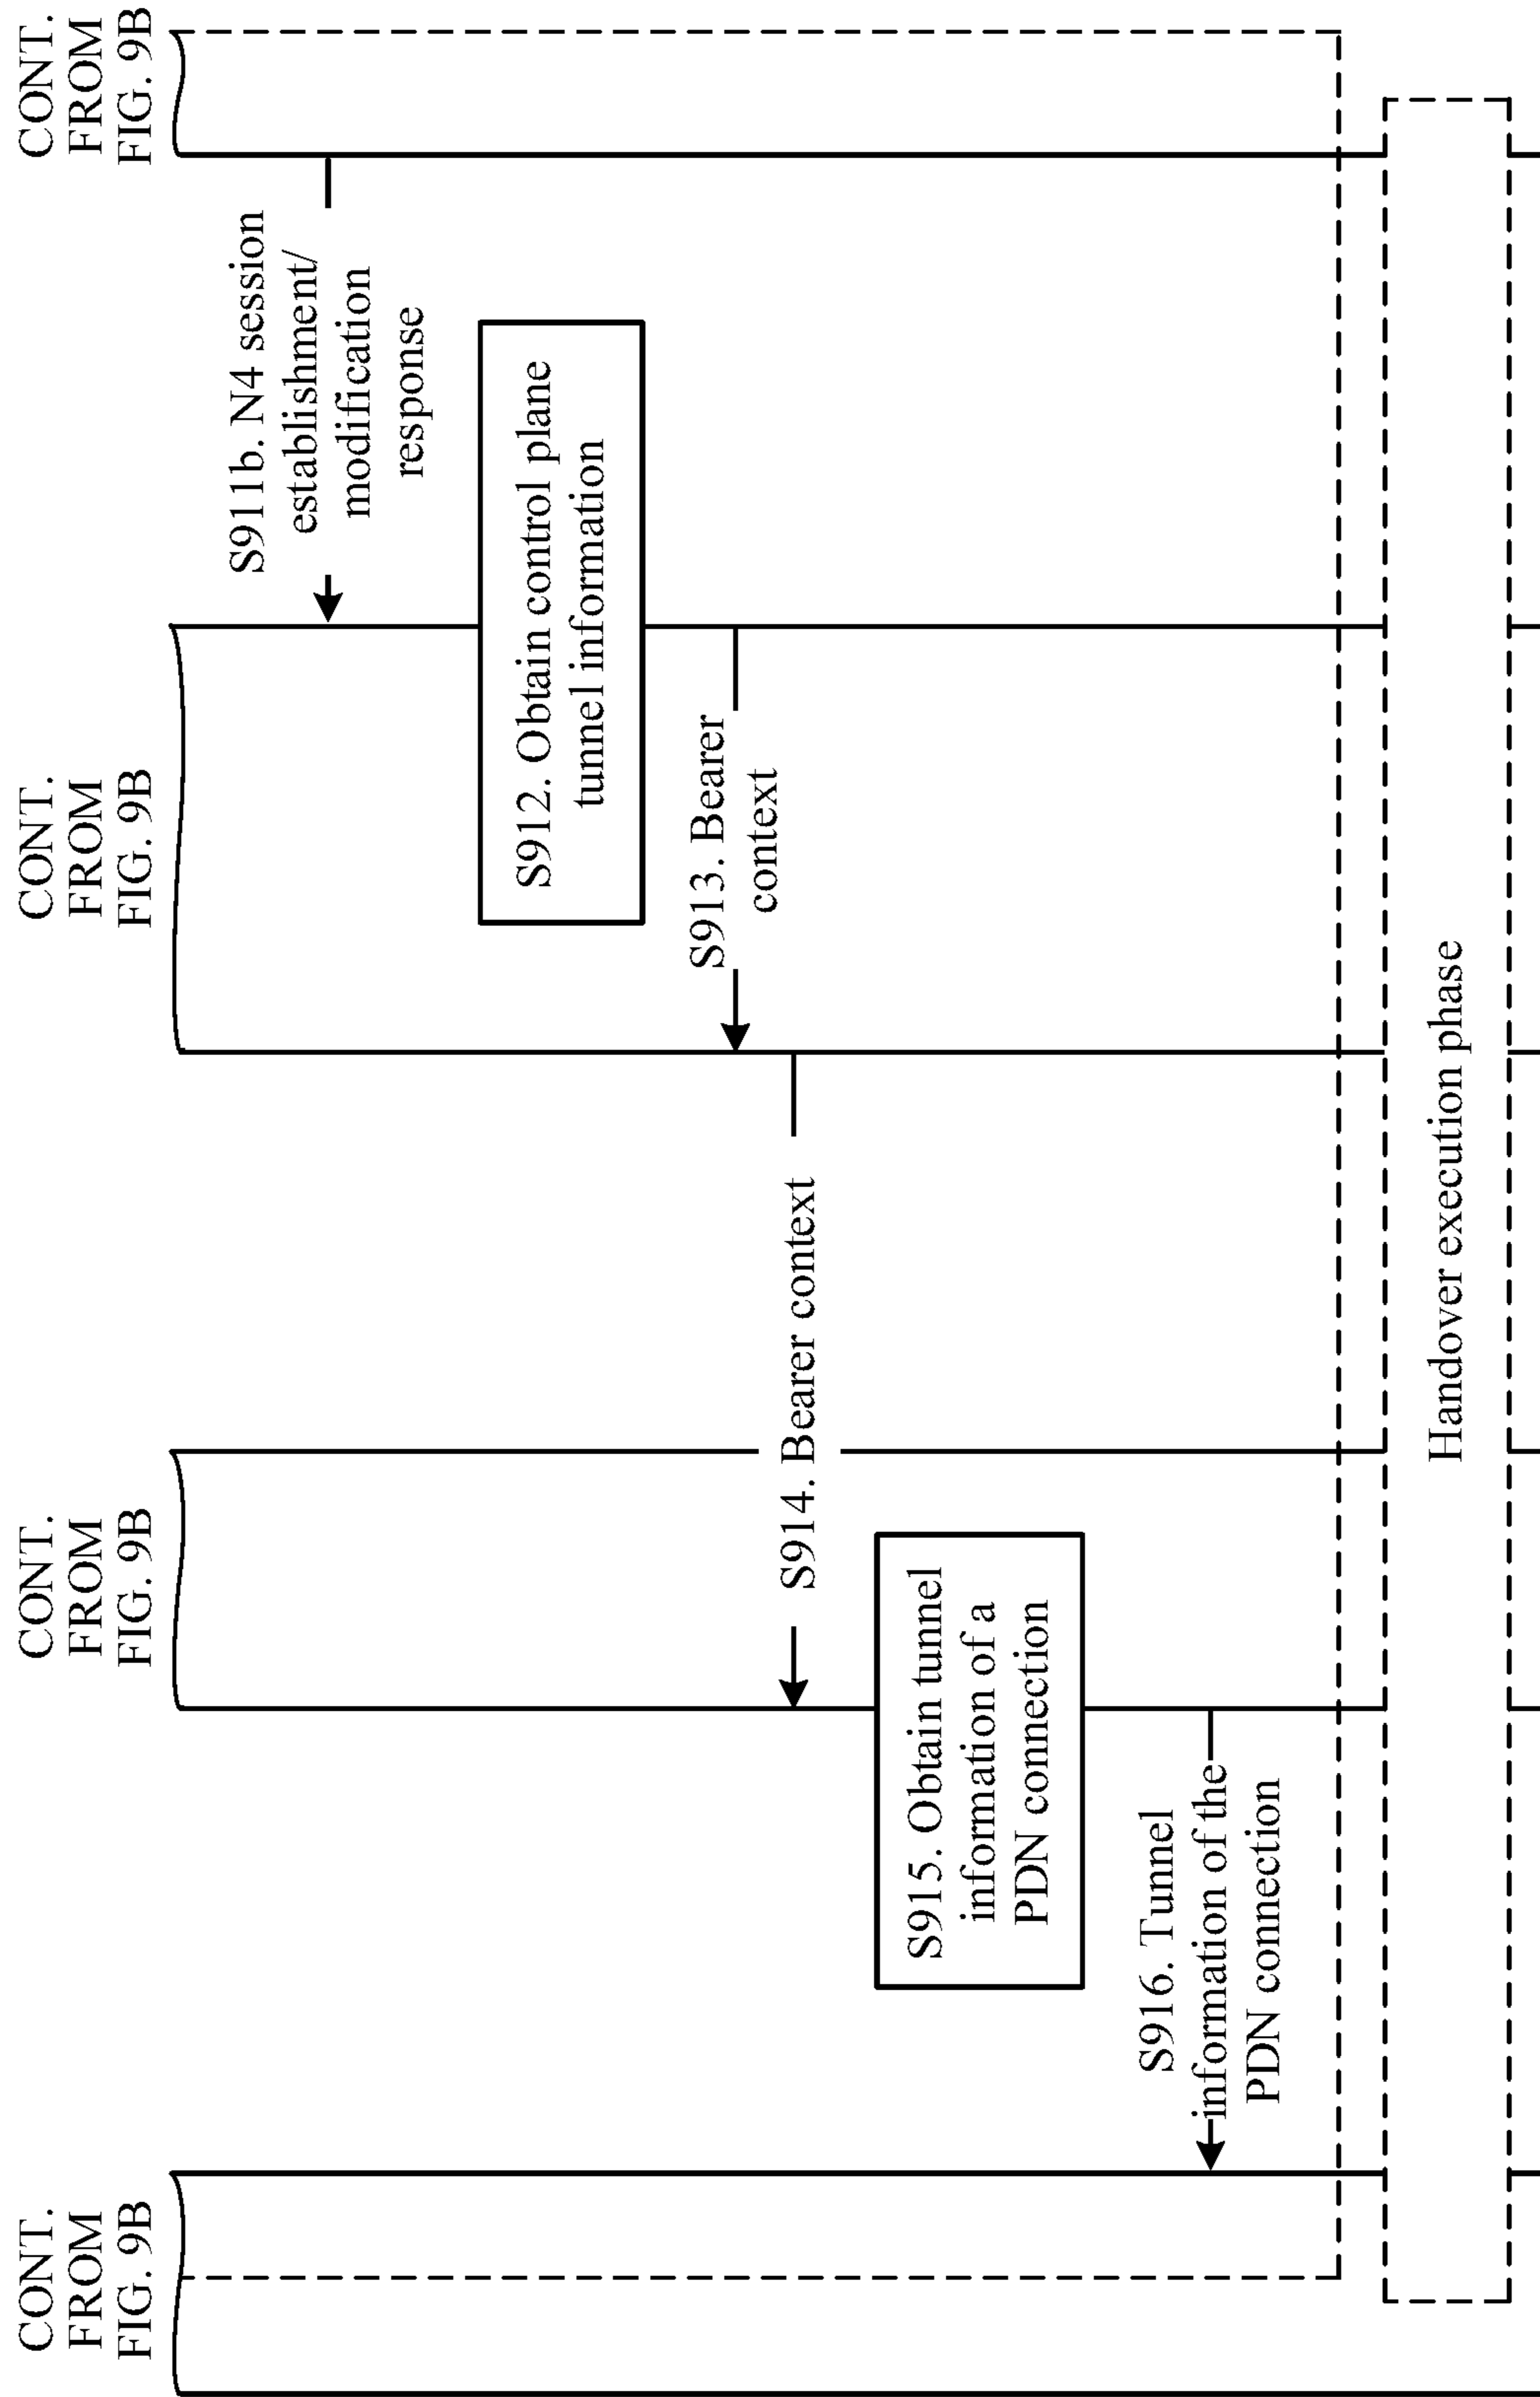 CONT.
FROM
FIG. 9B
CONT.
FROM
FIG. 9B
CONT.
FROM
FIG. 9B
CONT.
FROM
FIG. 9B
S911b. N4 session
establishment/
modification
response
S912. Obtain control plane
tunnel information
S913. Bearer
context
S914. Bearer context
S915. Obtain tunnel
information of a
PDN connection
S916. Tunnel
information of the
PDN connection
Handover execution phase